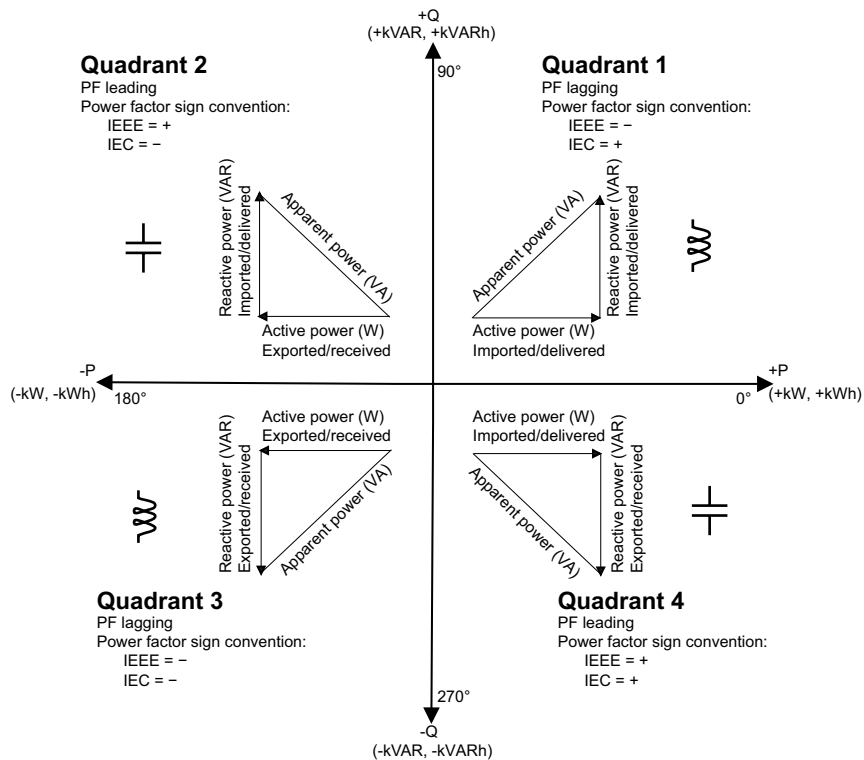 +Q
(+kVAR, +kVARh)
90°
Quadrant 2
PF leading
Power factor sign convention:
IEEE = +
IEC = −
Reactive power (VAR)
Imported/delivered
Apparent power (VA)
Active power (W)
Exported/received
Quadrant 1
PF lagging
Power factor sign convention:
IEEE = −
IEC = +
Apparent power (VA)
Reactive power (VAR)
Imported/delivered
Active power (W)
Imported/delivered
-P
(-kW, -kWh)
180°
+P
(+kW, +kWh)
0°
Active power (W)
Exported/received
Reactive power (VAR)
Exported/received
Apparent power (VA)
Quadrant 3
PF lagging
Power factor sign convention:
IEEE = −
IEC = −
Active power (W)
Imported/delivered
Apparent power (VA)
Reactive power (VAR)
Exported/received
Quadrant 4
PF leading
Power factor sign convention:
IEEE = +
IEC = +
270°
-Q
(-kVAR, -kVARh)